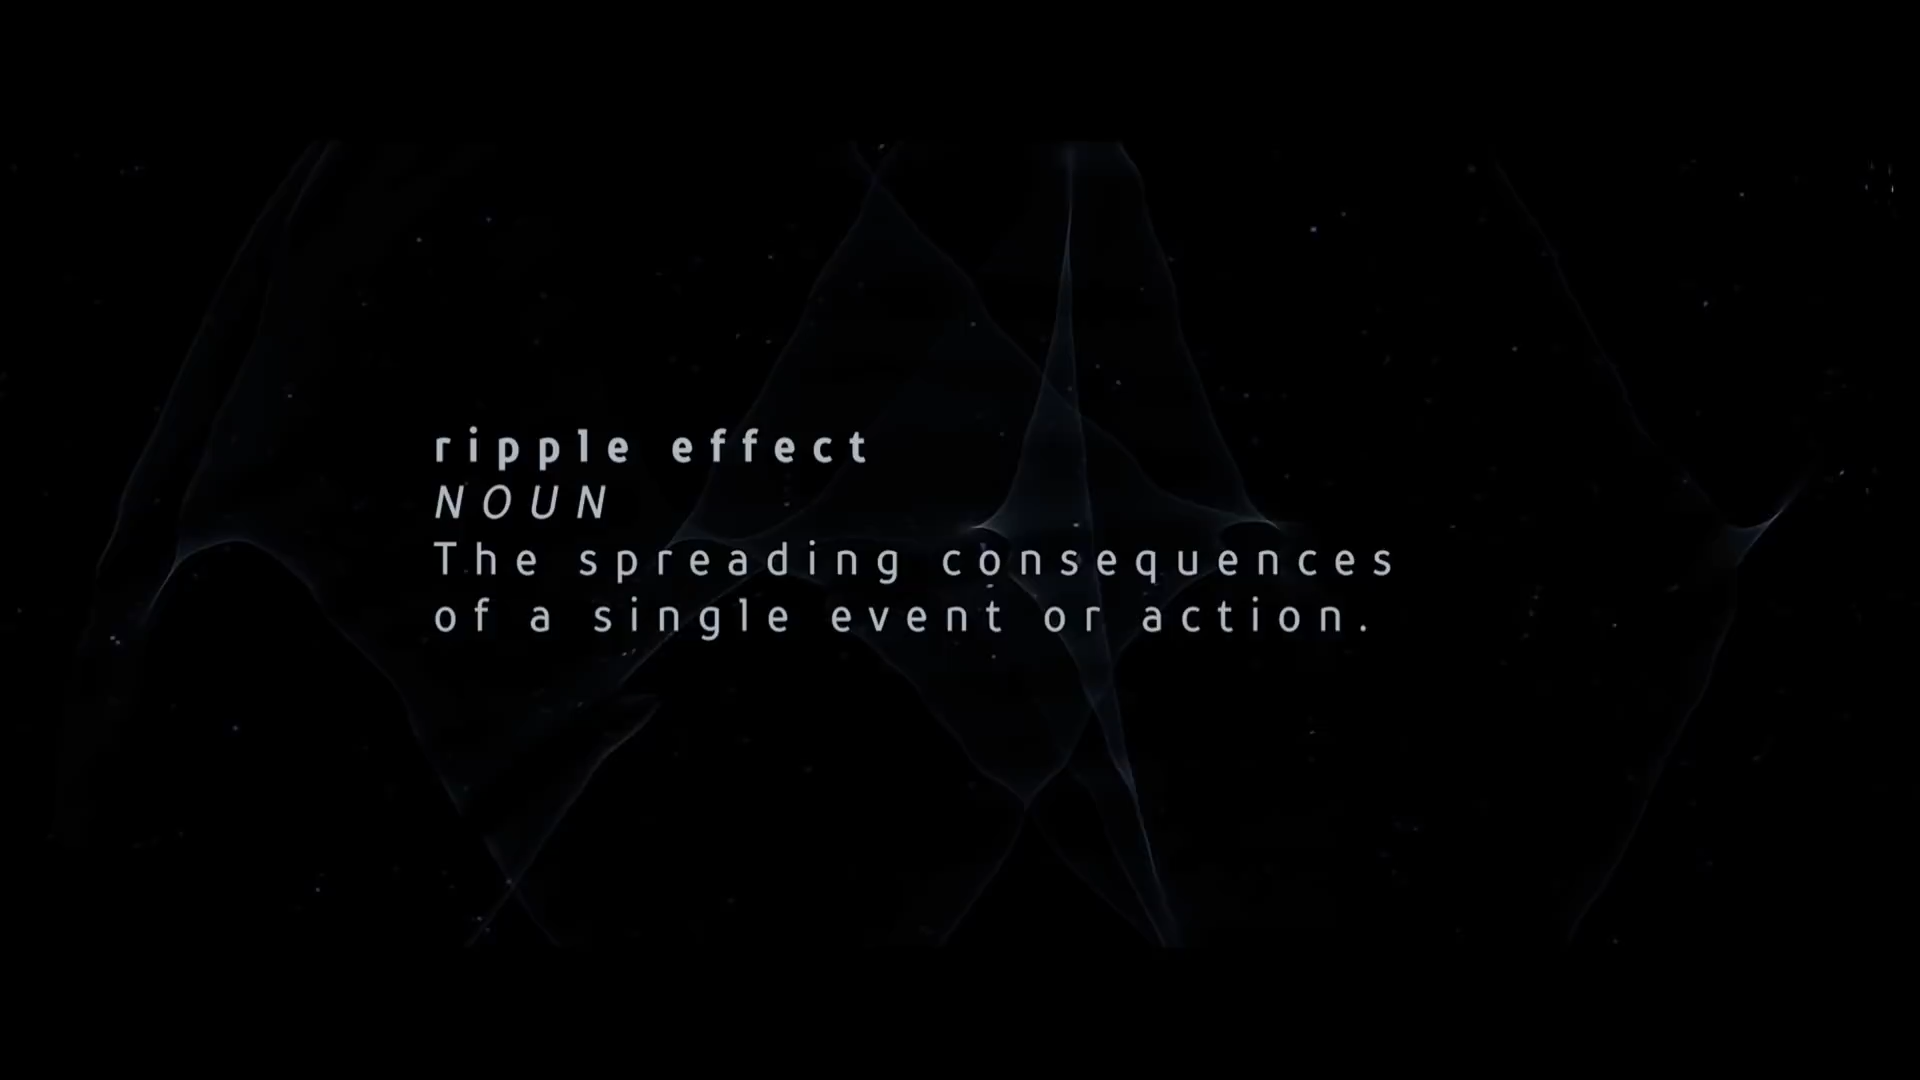 ripple effect
NOUN
The spreading consequences
of a single event or action.